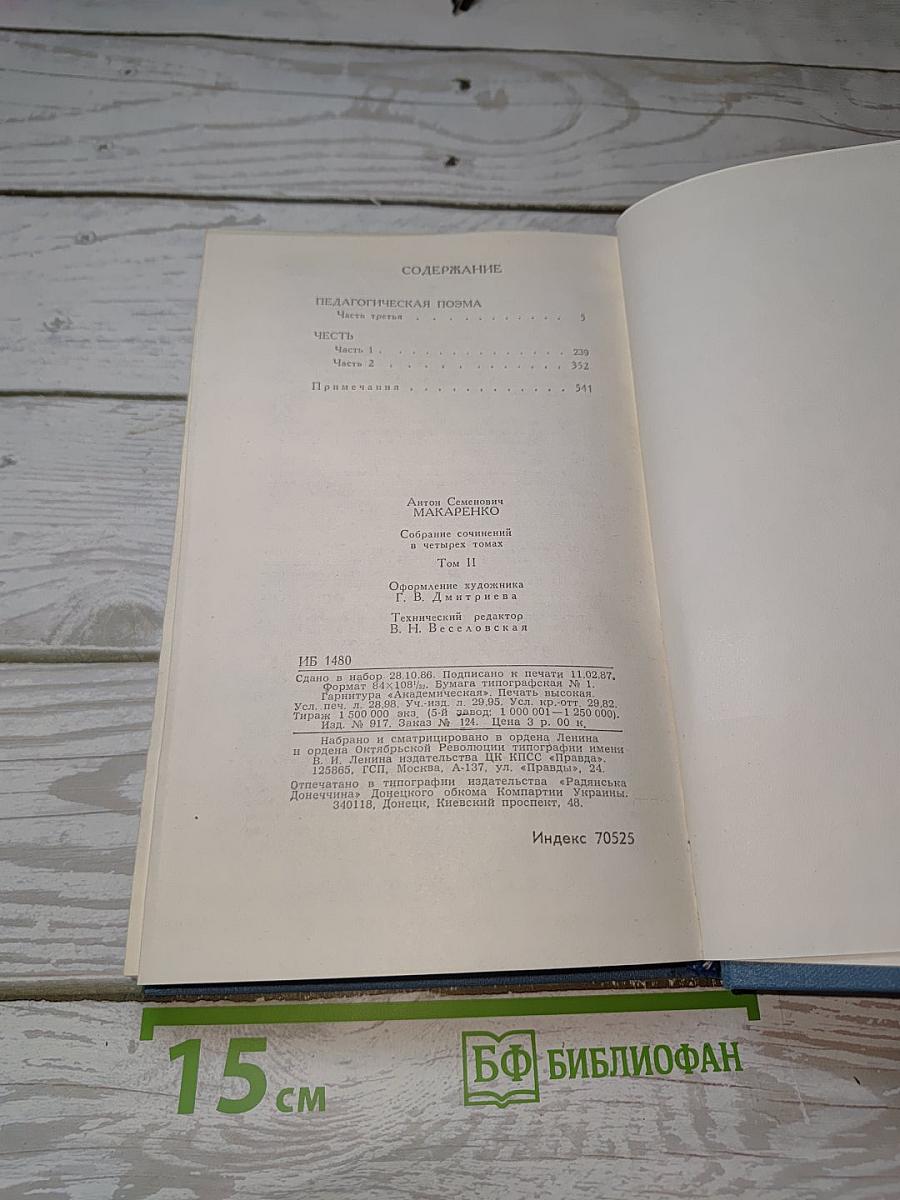 СОДЕРЖАНИЕ
ПЕДАГОГИЧЕСКАЯ ПОЭМА
Часть третья . . . . . . . . . . . 5
ЧЕСТЬ
Часть 1 . . . . . . . . . . . . . 239
Часть 2 . . . . . . . . . . . . 352
Примечания . . . . . . . . . . . . 541
Антон Семенович
МАКАРЕНКО
Собрание сочинений
в четырех томах
Том II
Оформление художника
Г. В. Дмитриева
Технический редактор
В. Н. Веселовская
ИБ 1480
Сдано в набор 28.10.86. Подписано к печати 11.02.87.
Формат 84×108¹/₃₂. Бумага типографская № 1.
Гарнитура «Академическая». Печать высокая.
Усл. печ. л. 28,98. Уч.-изд. л. 29,95. Усл. кр.-отт. 29,82.
Тираж 1 500 000 экз. (5-й завод: 1 000 001—1 250 000).
Изд. № 917. Заказ № 124. Цена 3 р. 00 к.
Набрано и сматрицировано в ордена Ленина
и ордена Октябрьской Революции типографии имени
В. И. Ленина издательства ЦК КПСС «Правда».
125865, ГСП, Москва, А-137, ул. «Правды», 24.
Отпечатано в типографии издательства «Радянська
Донеччина» Донецкого обкома Компартии Украины.
340118, Донецк, Киевский проспект, 48.
Индекс 70525
15 см
БФ БИБЛИОФАН